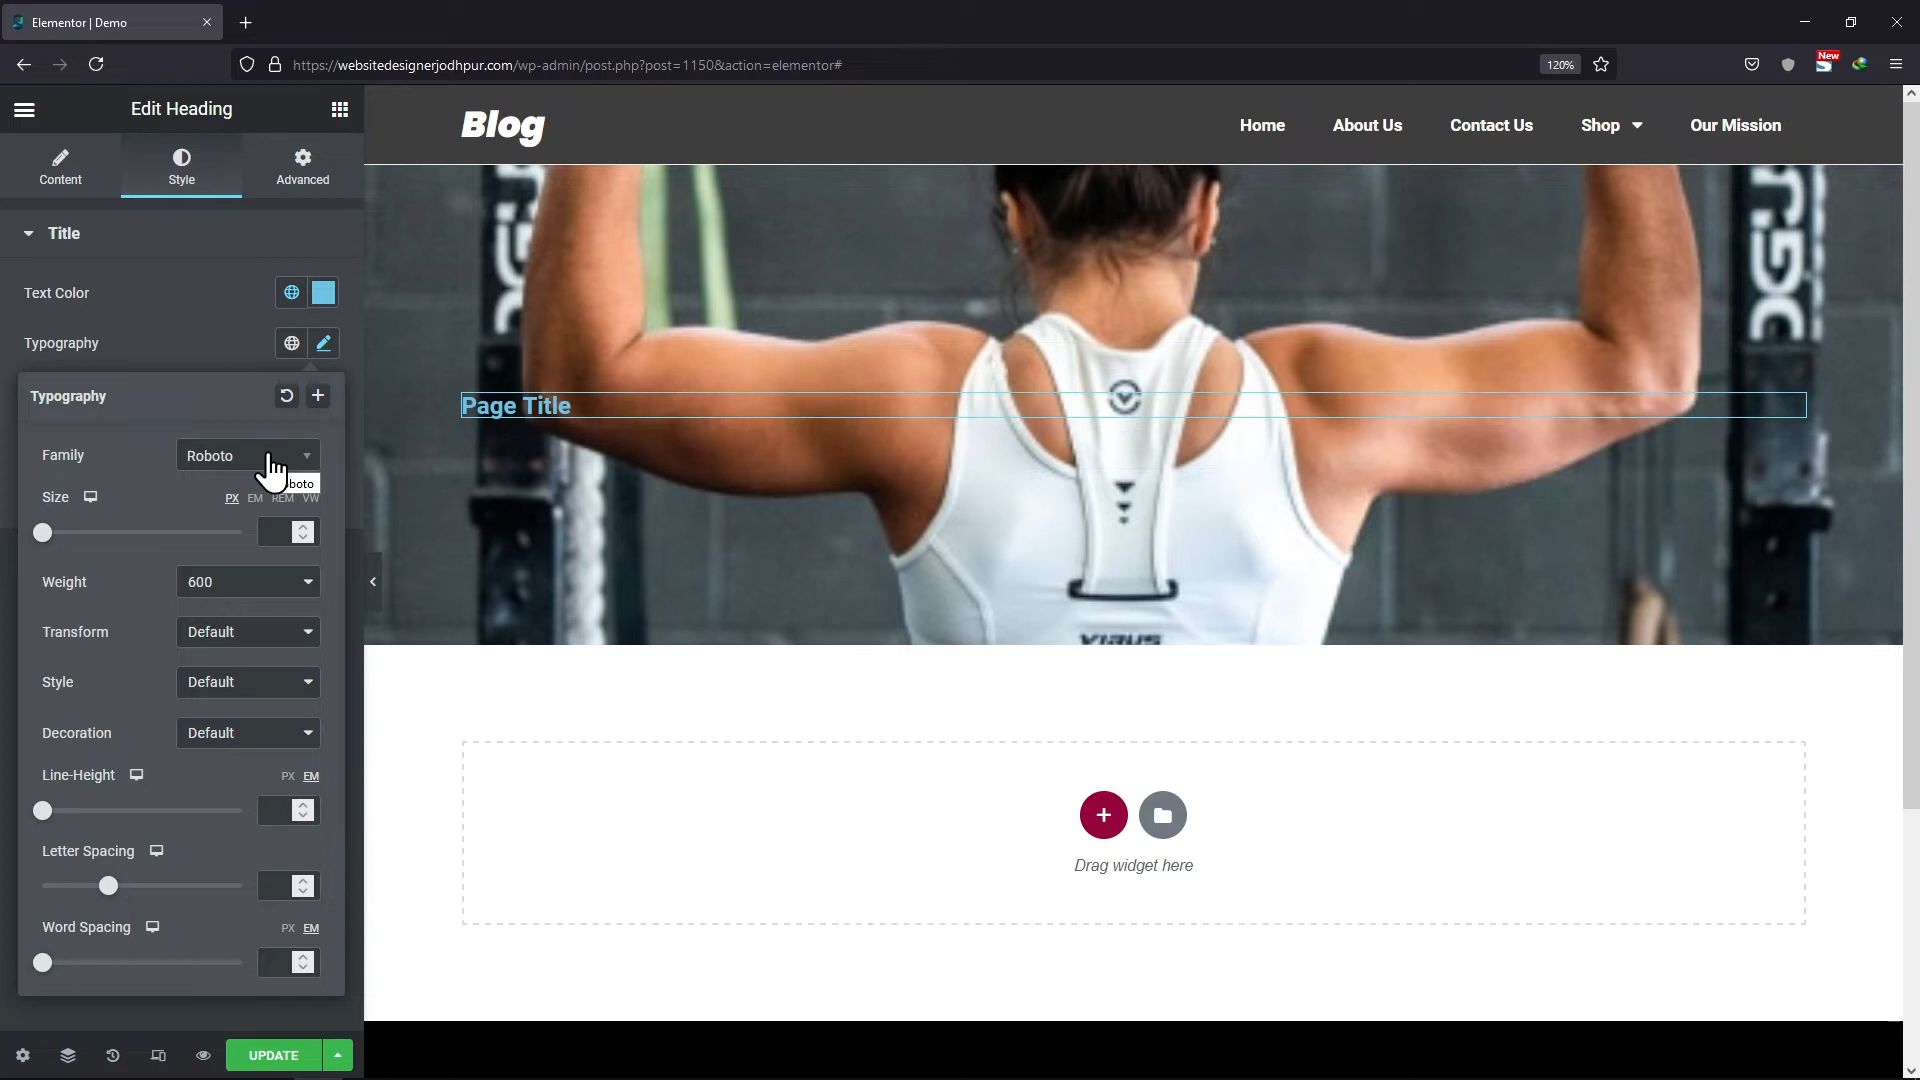 Elementor | Demo
https://websitedesignerjodhpur.com/wp-admin/post.php?post=1150&action=elementor#
120%
New
Edit Heading
Content
Style
Advanced
Title
Text Color
Typography
Typography
Family
Roboto
boto
Size
PX EM REM VW
Weight
600
Transform
Default
Style
Default
Decoration
Default
Line-Height
PX EM
Letter Spacing
Word Spacing
PX EM
UPDATE
Blog
Home
About Us
Contact Us
Shop
Our Mission
Page Title
VIRUS
Drag widget here